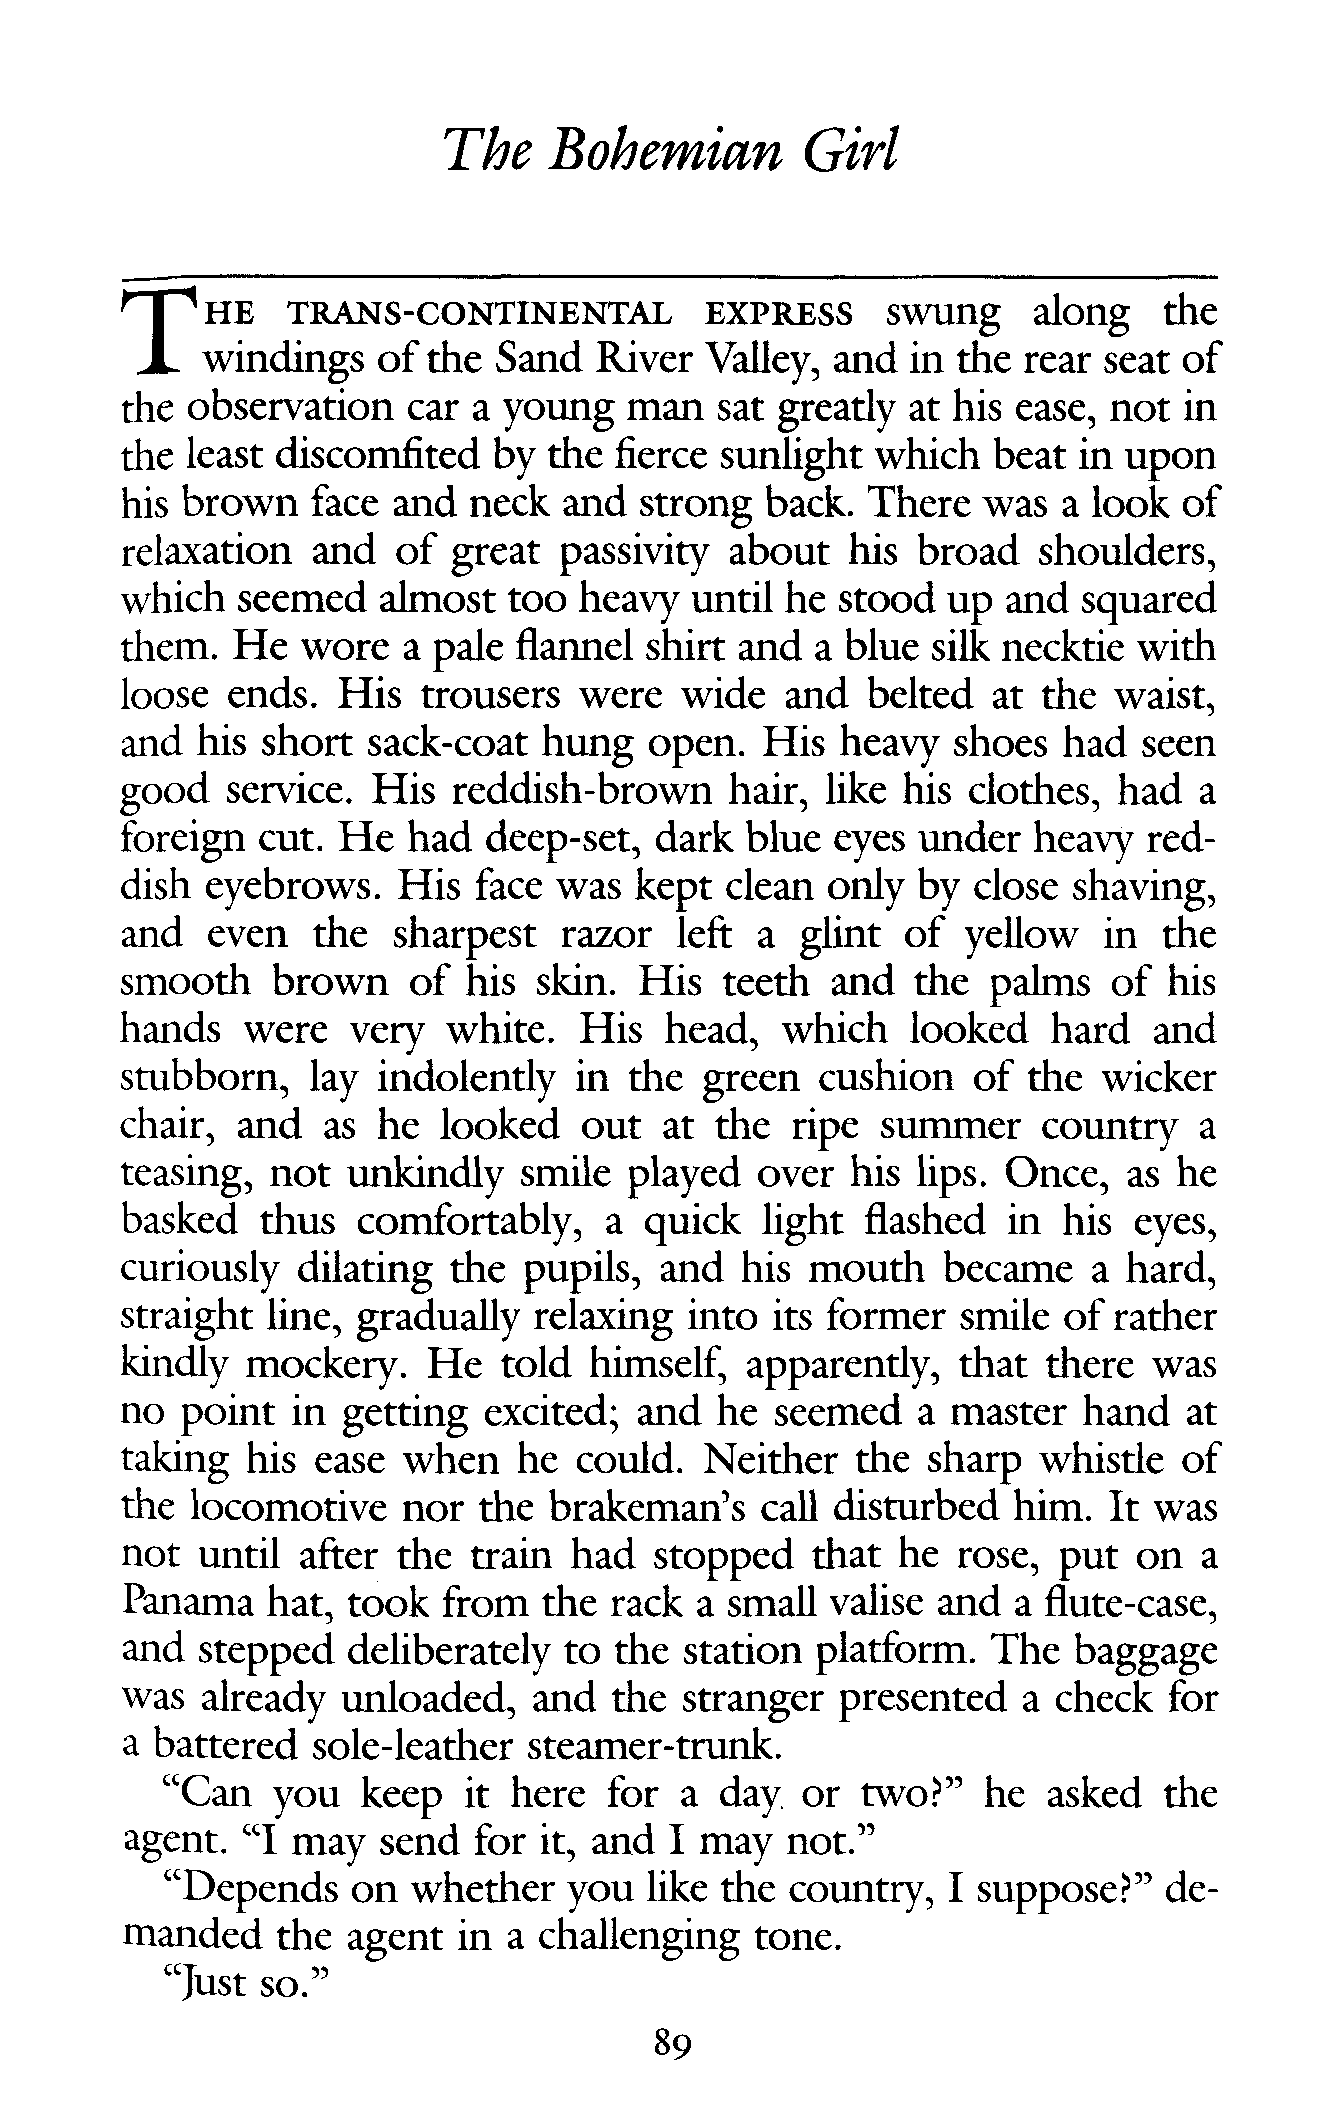 The Bohemian Girl
THE TRANS-CONTINENTAL EXPRESS swung along the
windings of the Sand River Valley, and in the rear seat of
the observation car a young man sat greatly at his ease, not in
the least discomfited by the fierce sunlight which beat in upon
his brown face and neck and strong back. There was a look of
relaxation and of great passivity about his broad shoulders,
which seemed almost too heavy until he stood up and squared
them. He wore a pale flannel shirt and a blue silk necktie with
loose ends. His trousers were wide and belted at the waist,
and his short sack-coat hung open. His heavy shoes had seen
good service. His reddish-brown hair, like his clothes, had a
foreign cut. He had deep-set, dark blue eyes under heavy red-
dish eyebrows. His face was kept clean only by close shaving,
and even the sharpest razor left a glint of yellow in the
smooth brown of his skin. His teeth and the palms of his
hands were very white. His head, which looked hard and
stubborn, lay indolently in the green cushion of the wicker
chair, and as he looked out at the ripe summer country a
teasing, not unkindly smile played over his lips. Once, as he
basked thus comfortably, a quick light flashed in his eyes,
curiously dilating the pupils, and his mouth became a hard,
straight line, gradually relaxing into its former smile of rather
kindly mockery. He told himself, apparently, that there was
no point in getting excited; and he seemed a master hand at
taking his ease when he could. Neither the sharp whistle of
the locomotive nor the brakeman's call disturbed him. It was
not until after the train had stopped that he rose, put on a
Panama hat, took from the rack a small valise and a flute-case,
and stepped deliberately to the station platform. The baggage
was already unloaded, and the stranger presented a check for
a battered sole-leather steamer-trunk.
"Can you keep it here for a day or two?" he asked the
agent. "I may send for it, and I may not."
"Depends on whether you like the country, I suppose?" de-
manded the agent in a challenging tone.
"Just so."
89